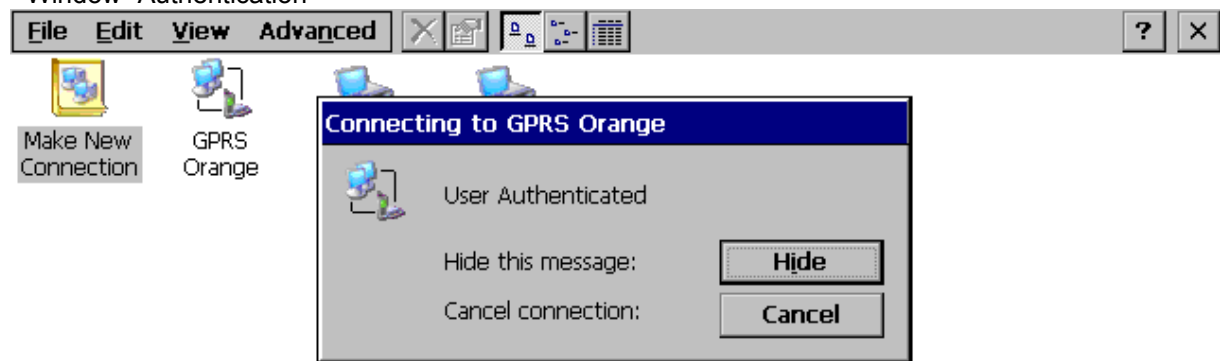 Window "Authentication"
File Edit View Advanced ? ×
Make New
Connection
GPRS
Orange
Connecting to GPRS Orange
User Authenticated
Hide this message: Hide
Cancel connection: Cancel